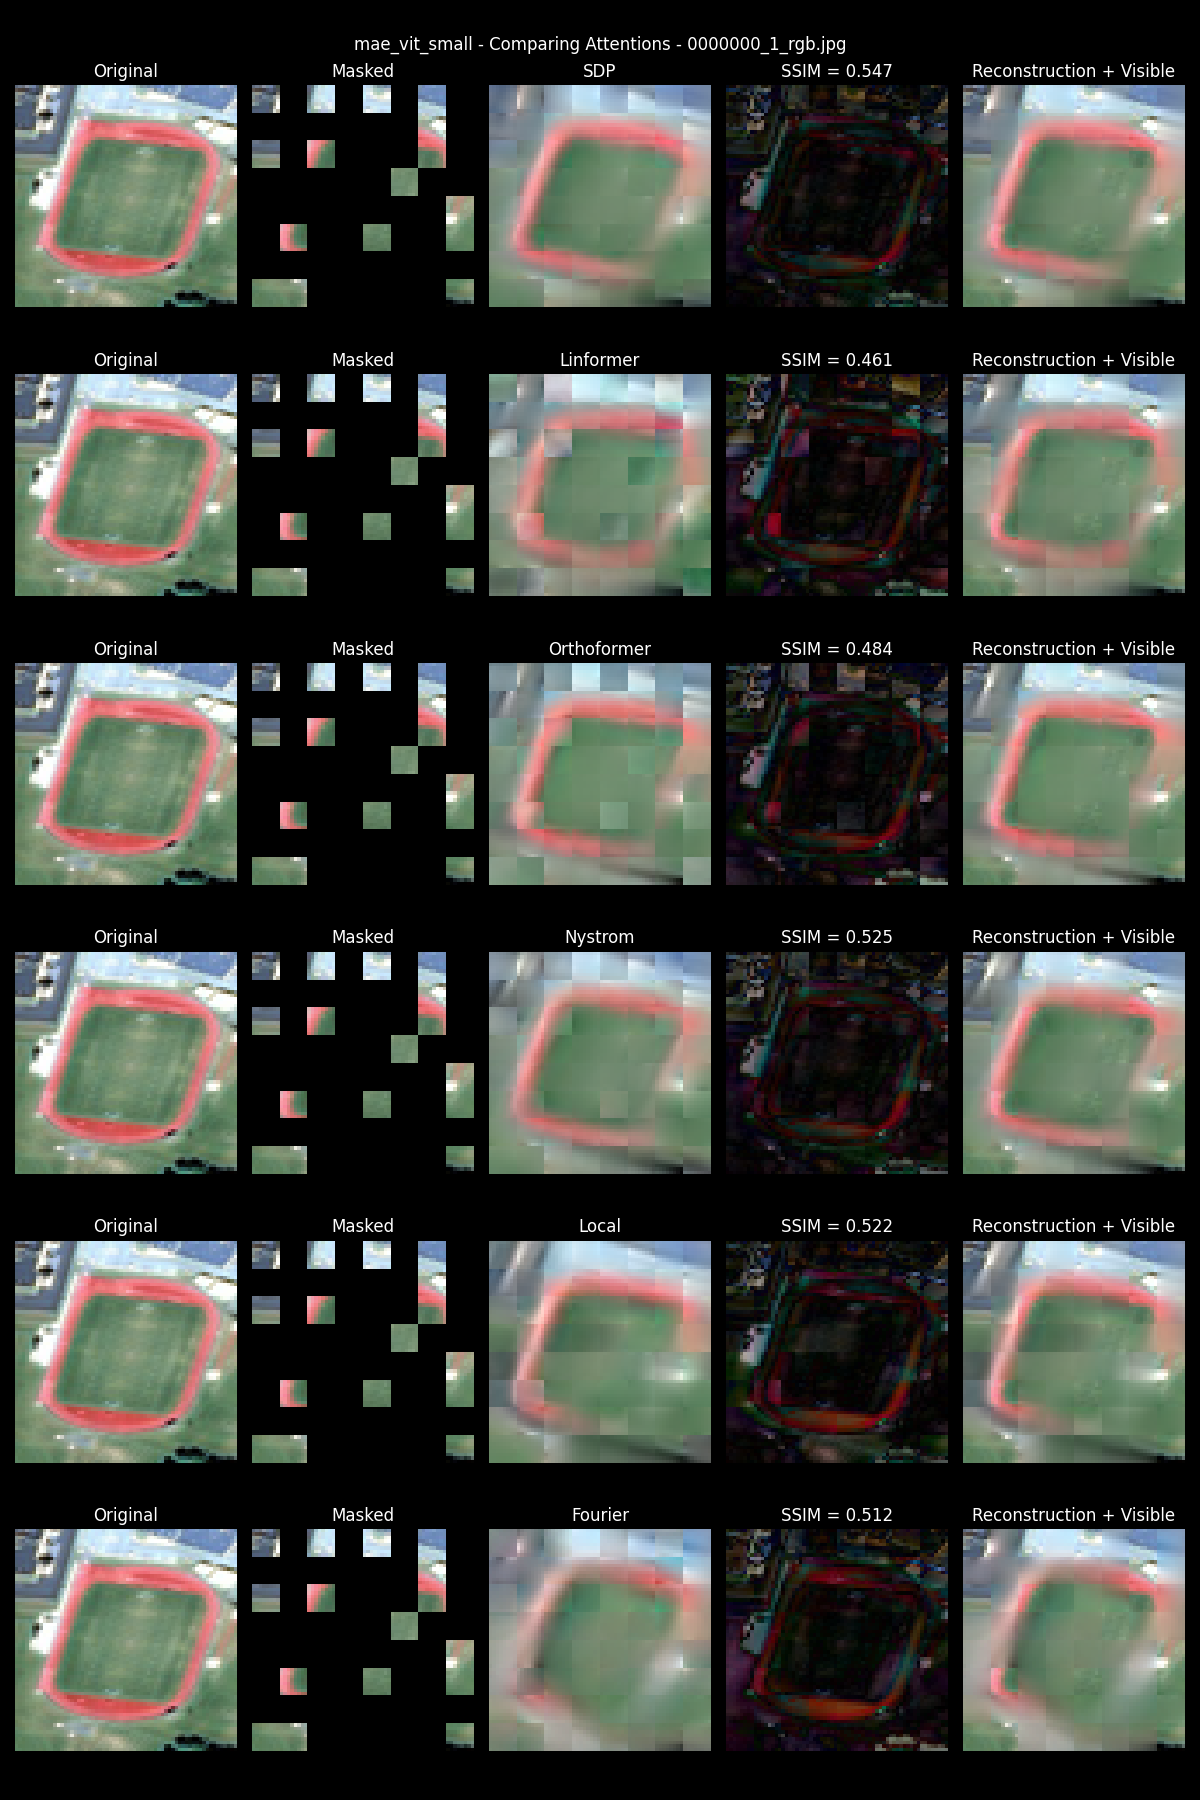 mae_vit_small - Comparing Attentions - 0000000_1_rgb.jpg
Original Masked SDP SSIM = 0.547 Reconstruction + Visible
Original Masked Linformer SSIM = 0.461 Reconstruction + Visible
Original Masked Orthoformer SSIM = 0.484 Reconstruction + Visible
Original Masked Nystrom SSIM = 0.525 Reconstruction + Visible
Original Masked Local SSIM = 0.522 Reconstruction + Visible
Original Masked Fourier SSIM = 0.512 Reconstruction + Visible